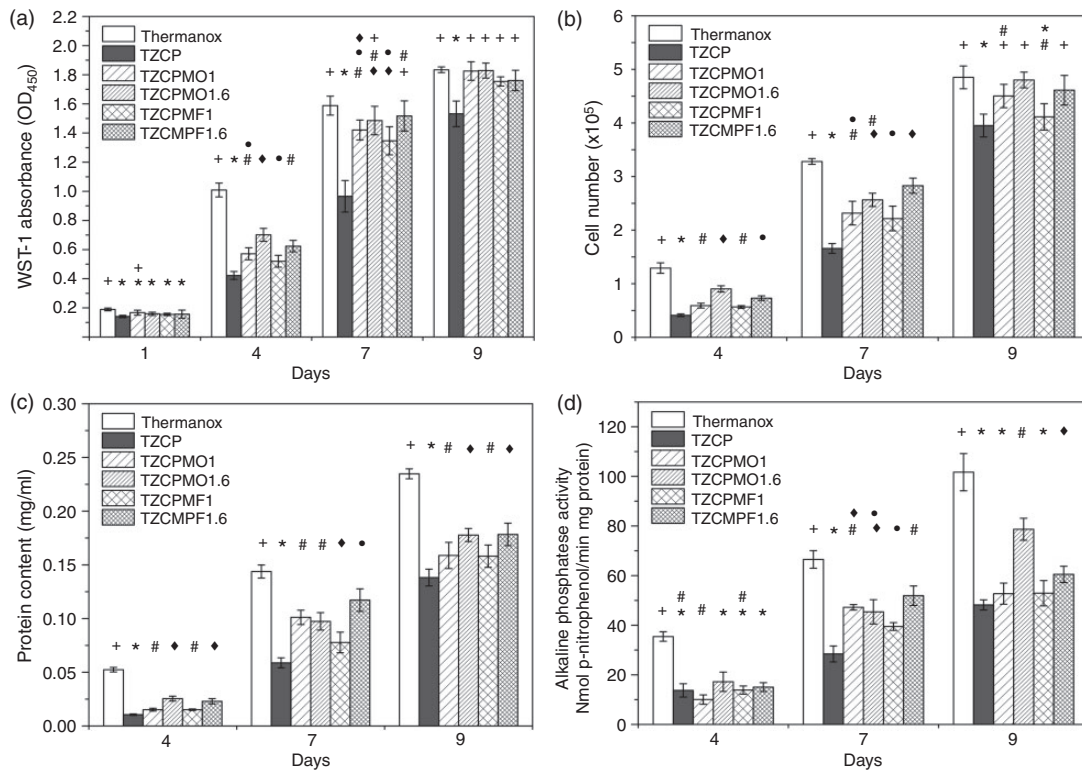 (a)
WST-1 absorbance (OD450)
2.2
2.0
1.8
1.6
1.4
1.2
1.0
0.8
0.6
0.4
0.2
Thermanox
TZCP
TZCPMO1
TZCPMO1.6
TZCPMF1
TZCMPF1.6
+ * + * * * *
+ * • # ♦ • #
+ * ♦ • # + # ♦ • ♦ # +
+ * + + + +
1 4 7 9
Days
(b)
Cell number (x10⁵)
6
5
4
3
2
1
0
Thermanox
TZCP
TZCPMO1
TZCPMO1.6
TZCPMF1
TZCMPF1.6
+ * # ♦ # •
+ * • # # ♦ • ♦
+ * # + + * # +
4 7 9
Days
(c)
Protein content (mg/ml)
0.30
0.25
0.20
0.15
0.10
0.05
0.00
Thermanox
TZCP
TZCPMO1
TZCPMO1.6
TZCPMF1
TZCMPF1.6
+ * # ♦ # ♦
+ * # # ♦ •
+ * # ♦ # ♦
4 7 9
Days
(d)
Alkaline phosphatese activity
Nmol p-nitrophenol/min mg protein)
120
100
80
60
40
20
0
Thermanox
TZCP
TZCPMO1
TZCPMO1.6
TZCPMF1
TZCMPF1.6
+ # * # * # * *
+ * ♦ # • ♦ • #
+ * * # * ♦
4 7 9
Days